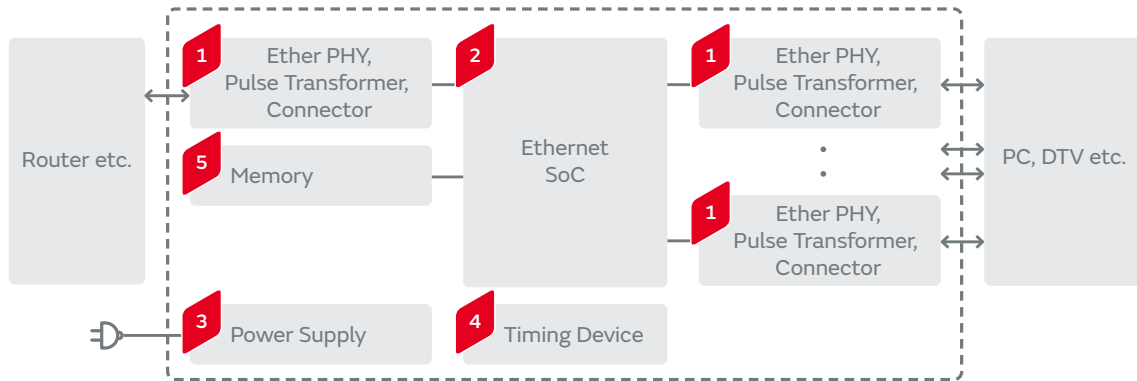 Router etc.
1
Ether PHY,
Pulse Transformer,
Connector
5
Memory
2
Ethernet
SoC
1
Ether PHY,
Pulse Transformer,
Connector
1
Ether PHY,
Pulse Transformer,
Connector
PC, DTV etc.
3
Power Supply
4
Timing Device